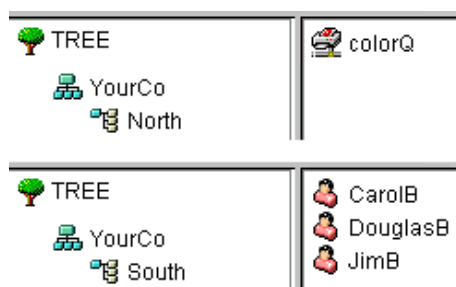 TREE
YourCo
North
colorQ
TREE
YourCo
South
CarolB
DouglasB
JimB